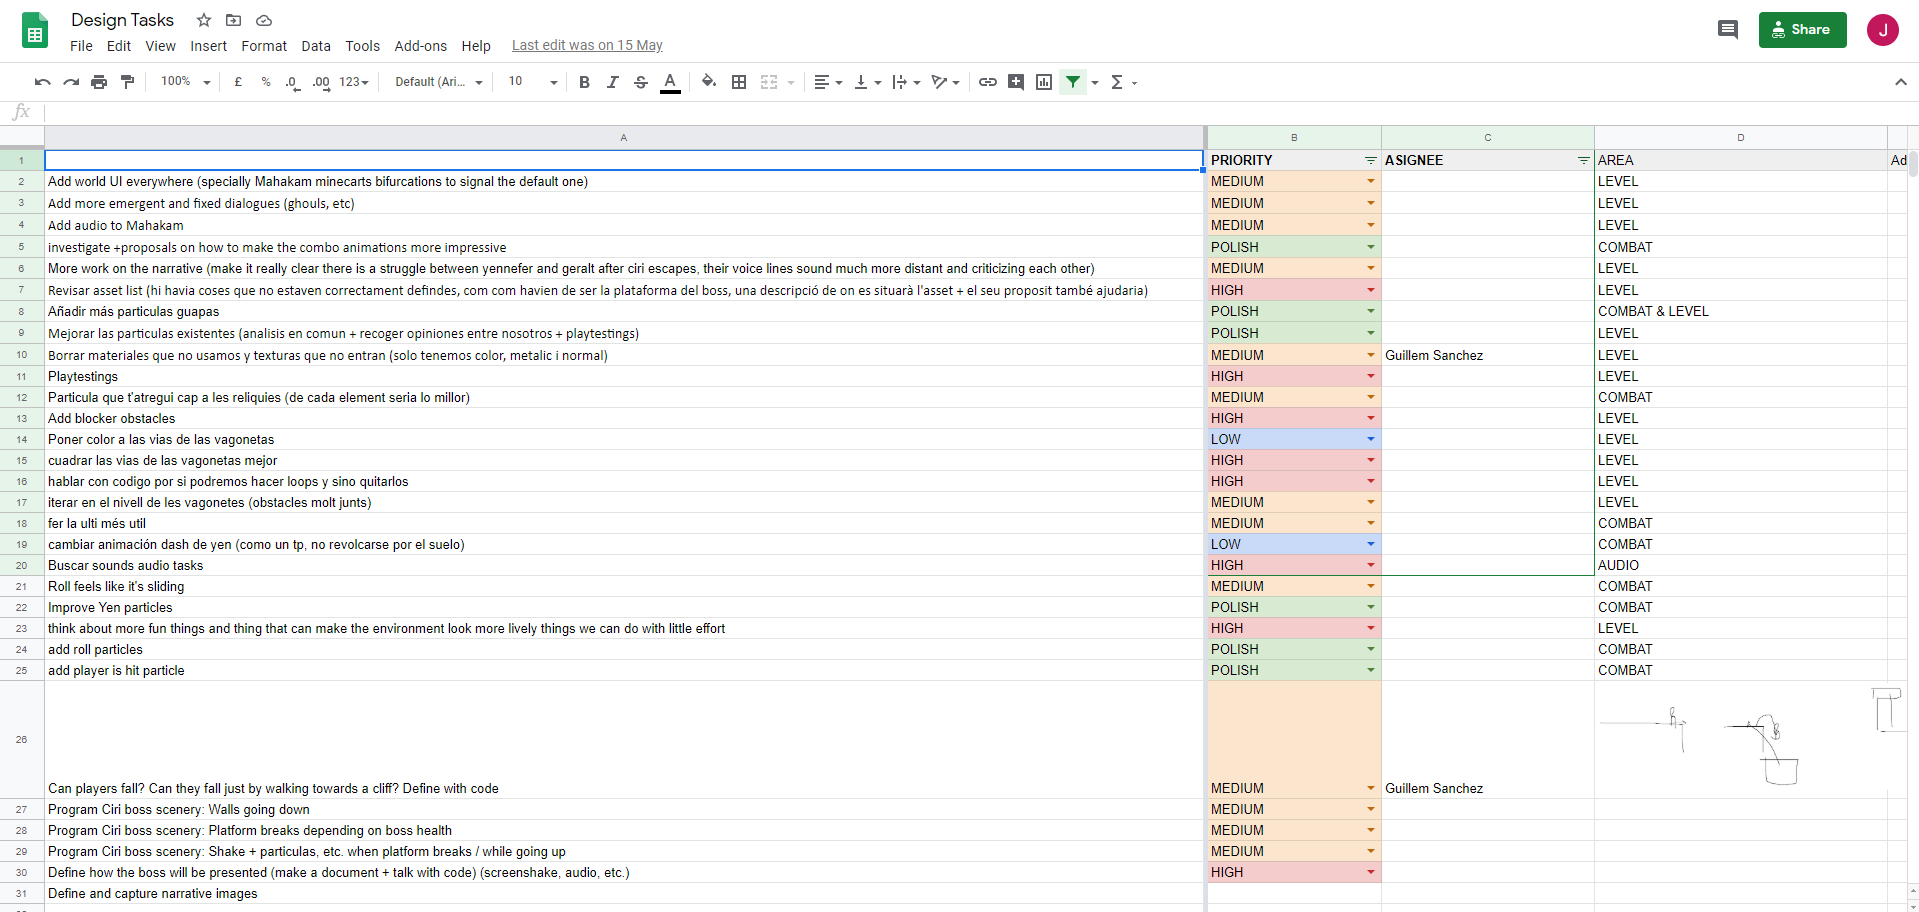 Design Tasks
File Edit View Insert Format Data Tools Add-ons Help Last edit was on 15 May
Share
J
100% £ % .0 .00 123 Default (Ari... 10 B I S A Σ
fx
A B C D
1 PRIORITY ASIGNEE AREA Ad
2 Add world UI everywhere (specially Mahakam minecarts bifurcations to signal the default one) MEDIUM LEVEL
3 Add more emergent and fixed dialogues (ghouls, etc) MEDIUM LEVEL
4 Add audio to Mahakam MEDIUM LEVEL
5 investigate +proposals on how to make the combo animations more impressive POLISH COMBAT
6 More work on the narrative (make it really clear there is a struggle between yennefer and geralt after ciri escapes, their voice lines sound much more distant and criticizing each other) MEDIUM LEVEL
7 Revisar asset list (hi havia coses que no estaven correctament defindes, com com havien de ser la plataforma del boss, una descripció de on es situarà l'asset + el seu proposit també ajudaria) HIGH LEVEL
8 Añadir más particulas guapas POLISH COMBAT & LEVEL
9 Mejorar las particulas existentes (analisis en comun + recoger opiniones entre nosotros + playtestings) POLISH LEVEL
10 Borrar materiales que no usamos y texturas que no entran (solo tenemos color, metalic i normal) MEDIUM Guillem Sanchez LEVEL
11 Playtestings HIGH LEVEL
12 Particula que t'atregui cap a les reliquies (de cada element seria lo millor) MEDIUM COMBAT
13 Add blocker obstacles HIGH LEVEL
14 Poner color a las vias de las vagonetas LOW LEVEL
15 cuadrar las vias de las vagonetas mejor HIGH LEVEL
16 hablar con codigo por si podremos hacer loops y sino quitarlos HIGH LEVEL
17 iterar en el nivell de les vagonetes (obstacles molt junts) MEDIUM LEVEL
18 fer la ulti més util MEDIUM COMBAT
19 cambiar animación dash de yen (como un tp, no revolcarse por el suelo) LOW COMBAT
20 Buscar sounds audio tasks HIGH AUDIO
21 Roll feels like it's sliding MEDIUM COMBAT
22 Improve Yen particles POLISH COMBAT
23 think about more fun things and thing that can make the environment look more lively things we can do with little effort HIGH LEVEL
24 add roll particles POLISH COMBAT
25 add player is hit particle POLISH COMBAT
26 Can players fall? Can they fall just by walking towards a cliff? Define with code MEDIUM Guillem Sanchez
27 Program Ciri boss scenery: Walls going down MEDIUM
28 Program Ciri boss scenery: Platform breaks depending on boss health MEDIUM
29 Program Ciri boss scenery: Shake + particulas, etc. when platform breaks / while going up MEDIUM
30 Define how the boss will be presented (make a document + talk with code) (screenshake, audio, etc.) HIGH
31 Define and capture narrative images